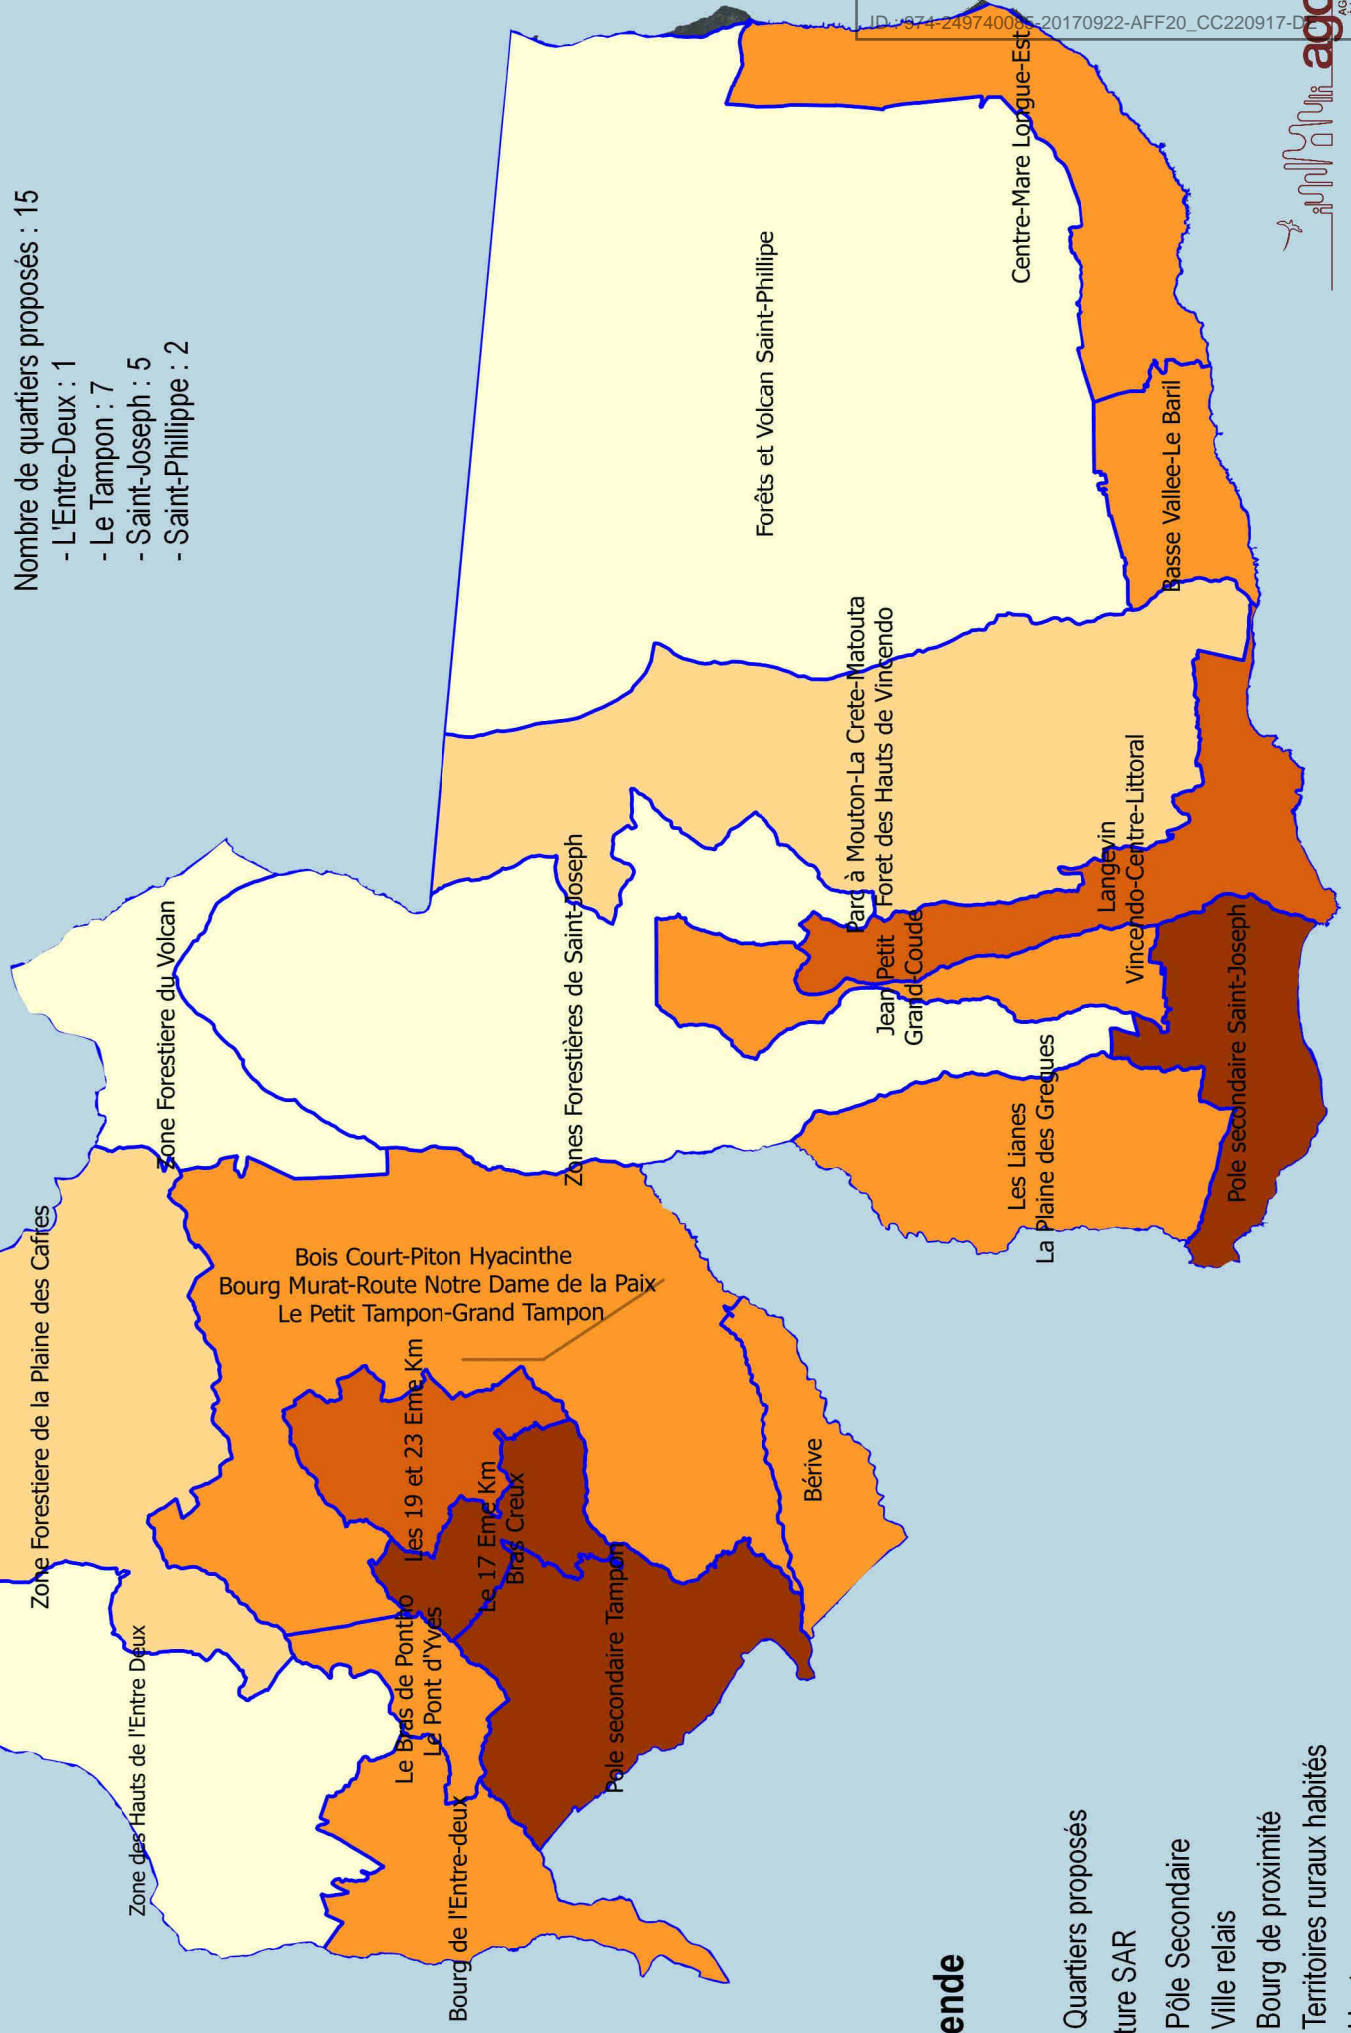 Nombre de quartiers proposés : 15
- L'Entre-Deux : 1
- Le Tampon : 7
- Saint-Joseph : 5
- Saint-Phillippe : 2
ID : 974-249740085-20170922-AFF20_CC220917-DE
Zone Forestiere de la Plaine des Cafres
Zone des Hauts de l'Entre Deux
Zone Forestiere du Volcan
Bois Court-Piton Hyacinthe
Bourg Murat-Route Notre Dame de la Paix
Le Petit Tampon-Grand Tampon
Les 19 et 23 Eme Km
Le 17 Eme Km
Bras Creux
Le Bras de Pontho
Le Pont d'Yves
Bourg de l'Entre-deux
Pole secondaire Tampon
Bérive
Zones Forestières de Saint-Joseph
Forêts et Volcan Saint-Phillipe
Parc à Mouton-La Crete-Matouta
Foret des Hauts de Vincendo
Jean Petit
Grand-Coude
Les Lianes
La Plaine des Gregues
Langevin
Vincendo-Centre-Littoral
Pole secondaire Saint-Joseph
Centre-Mare Longue-Est
Basse Vallee-Le Baril
ende
Quartiers proposés
ture SAR
Pôle Secondaire
Ville relais
Bourg de proximité
Territoires ruraux habités